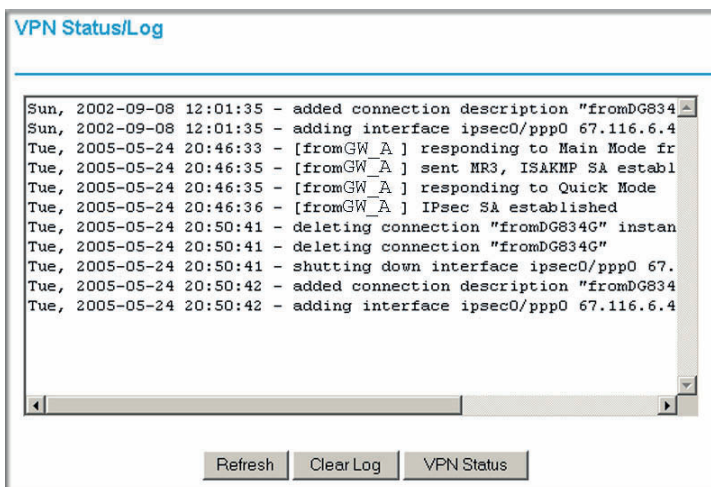 VPN Status/Log
Sun, 2002-09-08 12:01:35 - added connection description "fromDG834
Sun, 2002-09-08 12:01:35 - adding interface ipsec0/ppp0 67.116.6.4
Tue, 2005-05-24 20:46:33 - [fromGW_A ] responding to Main Mode fr
Tue, 2005-05-24 20:46:35 - [fromGW_A ] sent MR3, ISAKMP SA establ
Tue, 2005-05-24 20:46:35 - [fromGW_A ] responding to Quick Mode
Tue, 2005-05-24 20:46:36 - [fromGW_A ] IPsec SA established
Tue, 2005-05-24 20:50:41 - deleting connection "fromDG834G" instan
Tue, 2005-05-24 20:50:41 - deleting connection "fromDG834G"
Tue, 2005-05-24 20:50:41 - shutting down interface ipsec0/ppp0 67.
Tue, 2005-05-24 20:50:42 - added connection description "fromDG834
Tue, 2005-05-24 20:50:42 - adding interface ipsec0/ppp0 67.116.6.4
Refresh Clear Log VPN Status